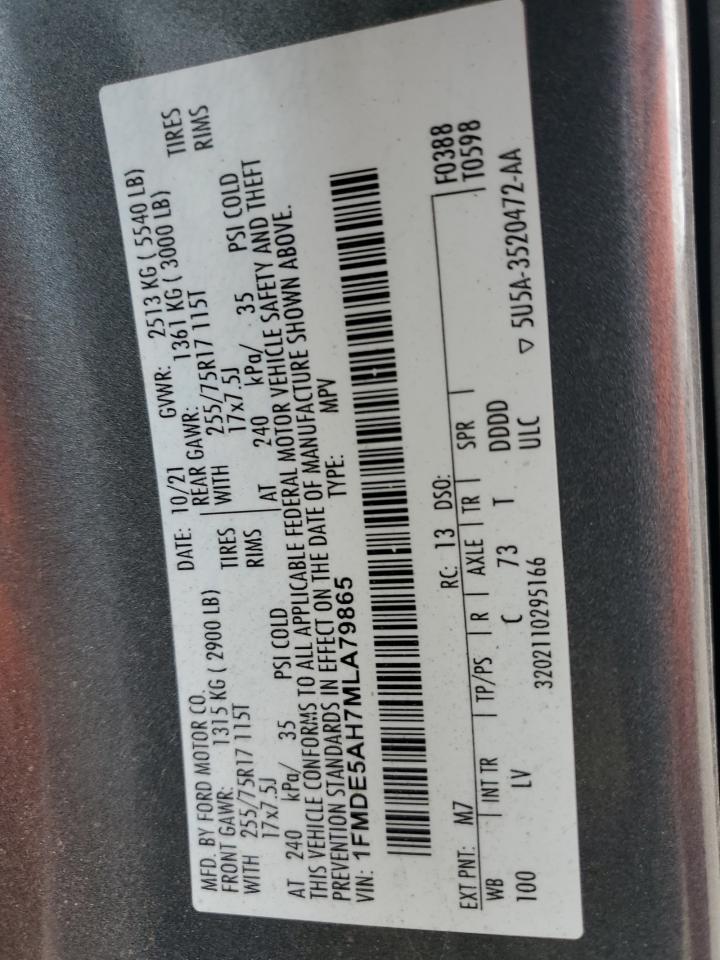 MFD. BY FORD MOTOR CO.
DATE: 10/21 GVWR: 2513 KG ( 5540 LB)
FRONT GAWR: 1315 KG ( 2900 LB) REAR GAWR: 1361 KG ( 3000 LB)
WITH 255/75R17 115T TIRES WITH 255/75R17 115T TIRES
17x7.5J RIMS 17x7.5J RIMS
AT 240 kPa/ 35 PSI COLD AT 240 kPa/ 35 PSI COLD
THIS VEHICLE CONFORMS TO ALL APPLICABLE FEDERAL MOTOR VEHICLE SAFETY AND THEFT
PREVENTION STANDARDS IN EFFECT ON THE DATE OF MANUFACTURE SHOWN ABOVE.
VIN: 1FMDE5AH7MLA79865 TYPE: MPV
F0388
EXT PNT: M7 RC: 13 DSO: T0598
WB INT TR TP/PS R AXLE TR SPR
100 LV C 73 T DDDD
3202110295166 ULC ▽ 5U5A-3520472-AA